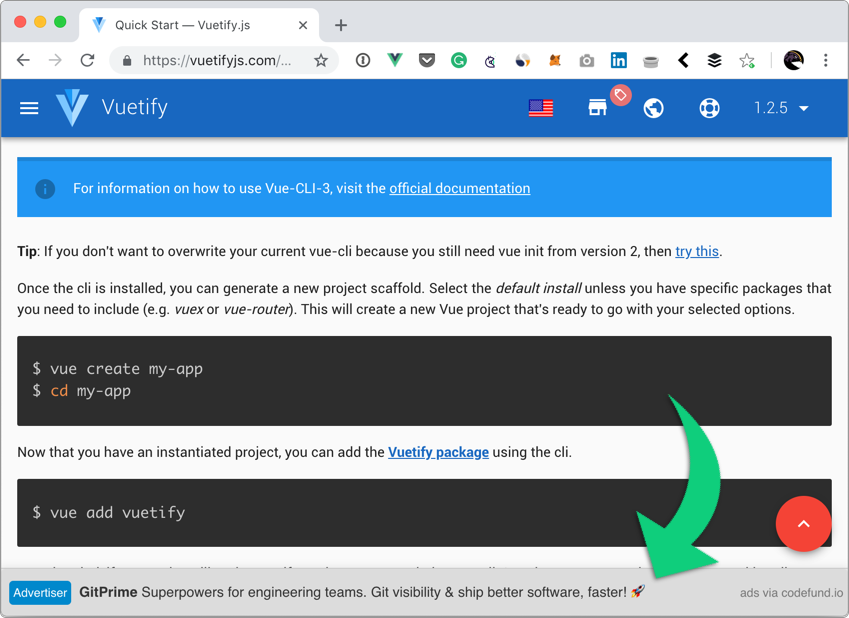 Quick Start — Vuetify.js
https://vuetifyjs.com/...
Vuetify
1.2.5
For information on how to use Vue-CLI-3, visit the official documentation
Tip: If you don't want to overwrite your current vue-cli because you still need vue init from version 2, then try this.
Once the cli is installed, you can generate a new project scaffold. Select the default install unless you have specific packages that
you need to include (e.g. vuex or vue-router). This will create a new Vue project that's ready to go with your selected options.
$ vue create my-app
$ cd my-app
Now that you have an instantiated project, you can add the Vuetify package using the cli.
$ vue add vuetify
Advertiser GitPrime Superpowers for engineering teams. Git visibility & ship better software, faster! 🚀 ads via codefund.io